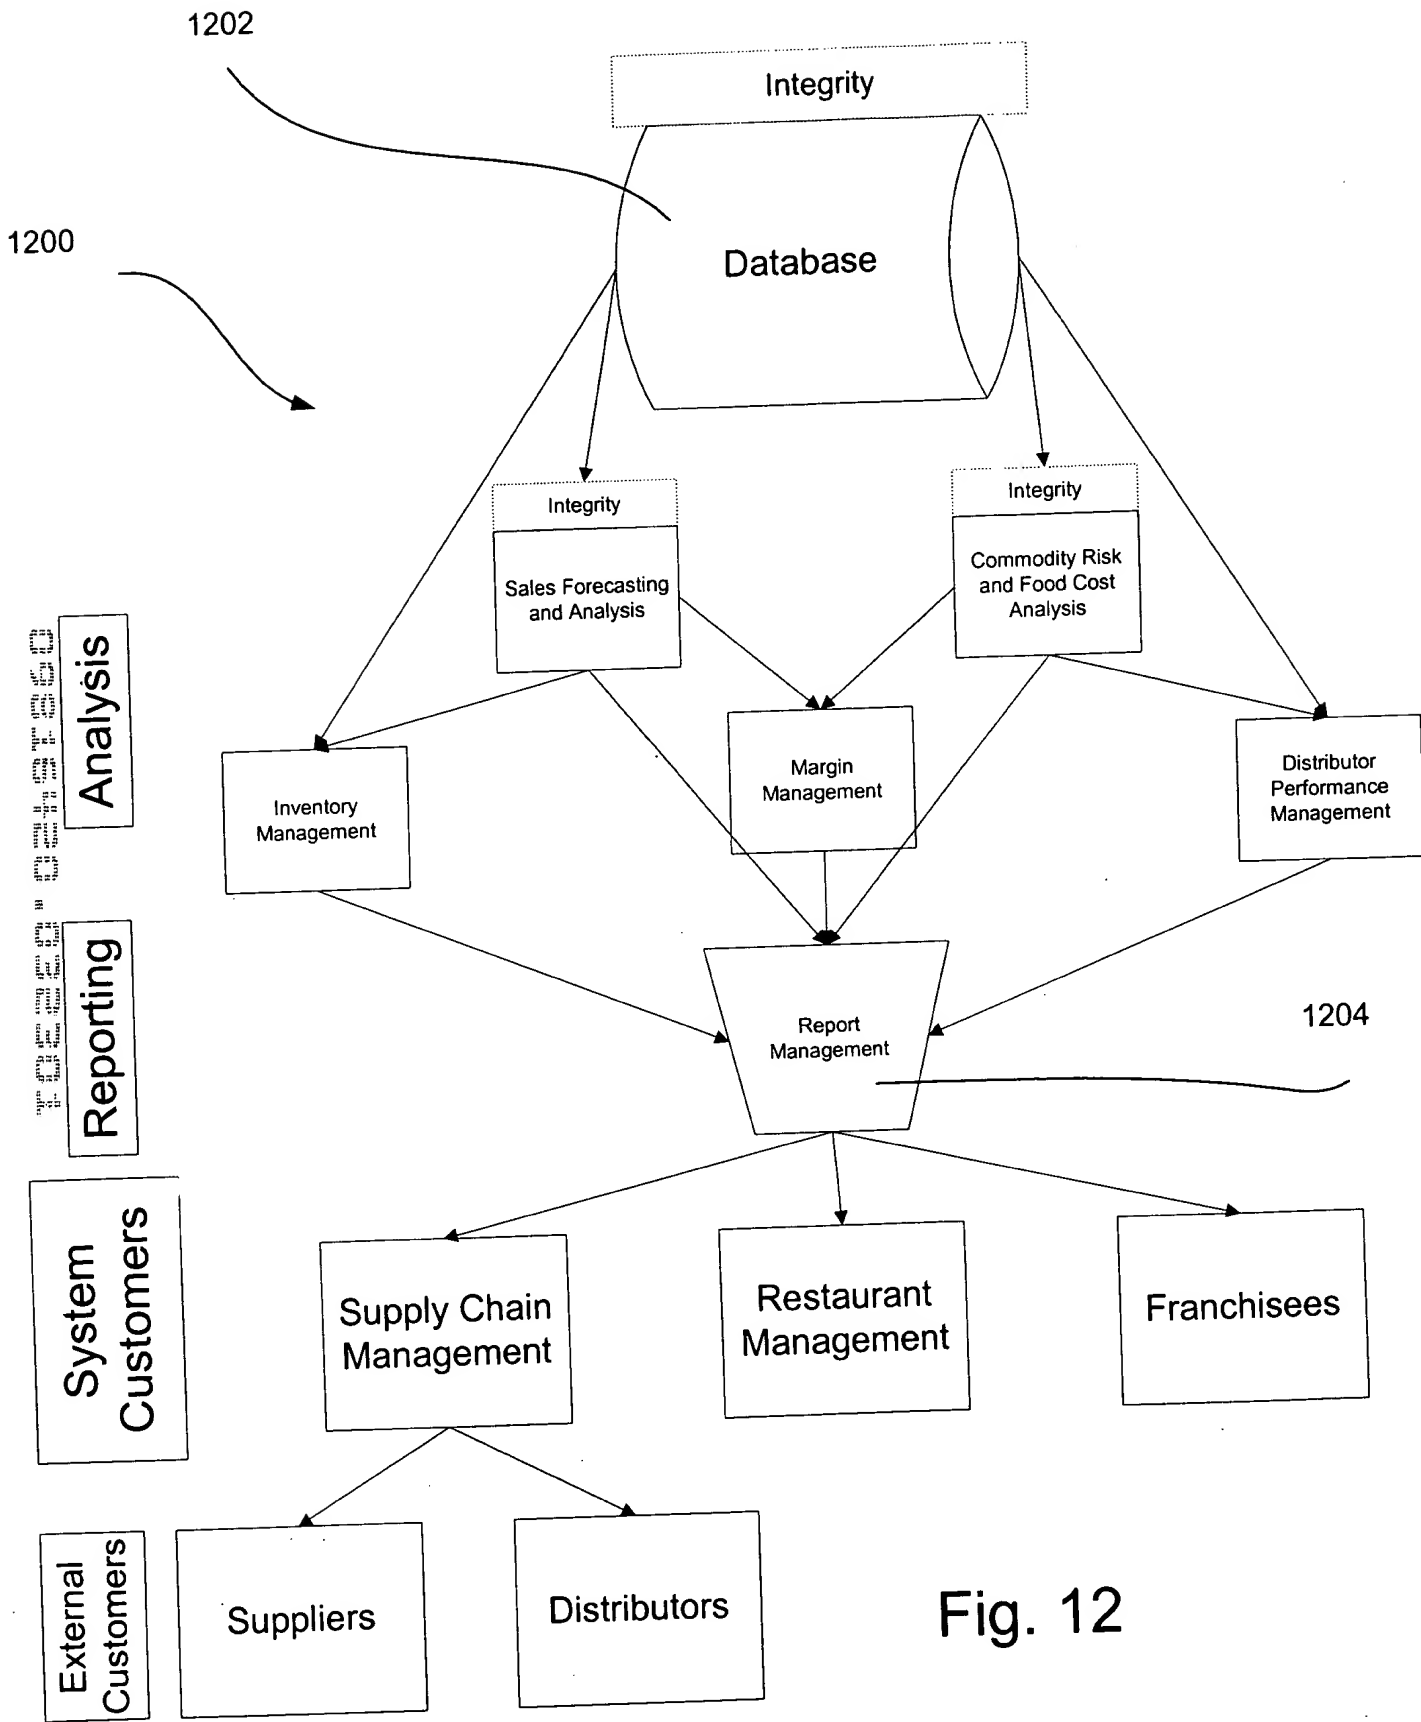 1202
Integrity
1200
Database
Integrity
Integrity
Sales Forecasting
and Analysis
Commodity Risk
and Food Cost
Analysis
Analysis
Inventory
Management
Margin
Management
Distributor
Performance
Management
Reporting
Report
Management
1204
System
Customers
Supply Chain
Management
Restaurant
Management
Franchisees
External
Customers
Suppliers
Distributors
Fig. 12